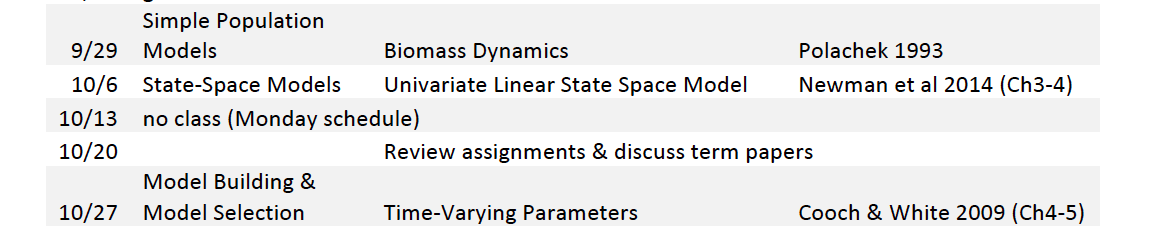 Simple Population
9/29 Models Biomass Dynamics Polachek 1993
10/6 State-Space Models Univariate Linear State Space Model Newman et al 2014 (Ch3-4)
10/13 no class (Monday schedule)
10/20 Review assignments & discuss term papers
Model Building &
10/27 Model Selection Time-Varying Parameters Cooch & White 2009 (Ch4-5)